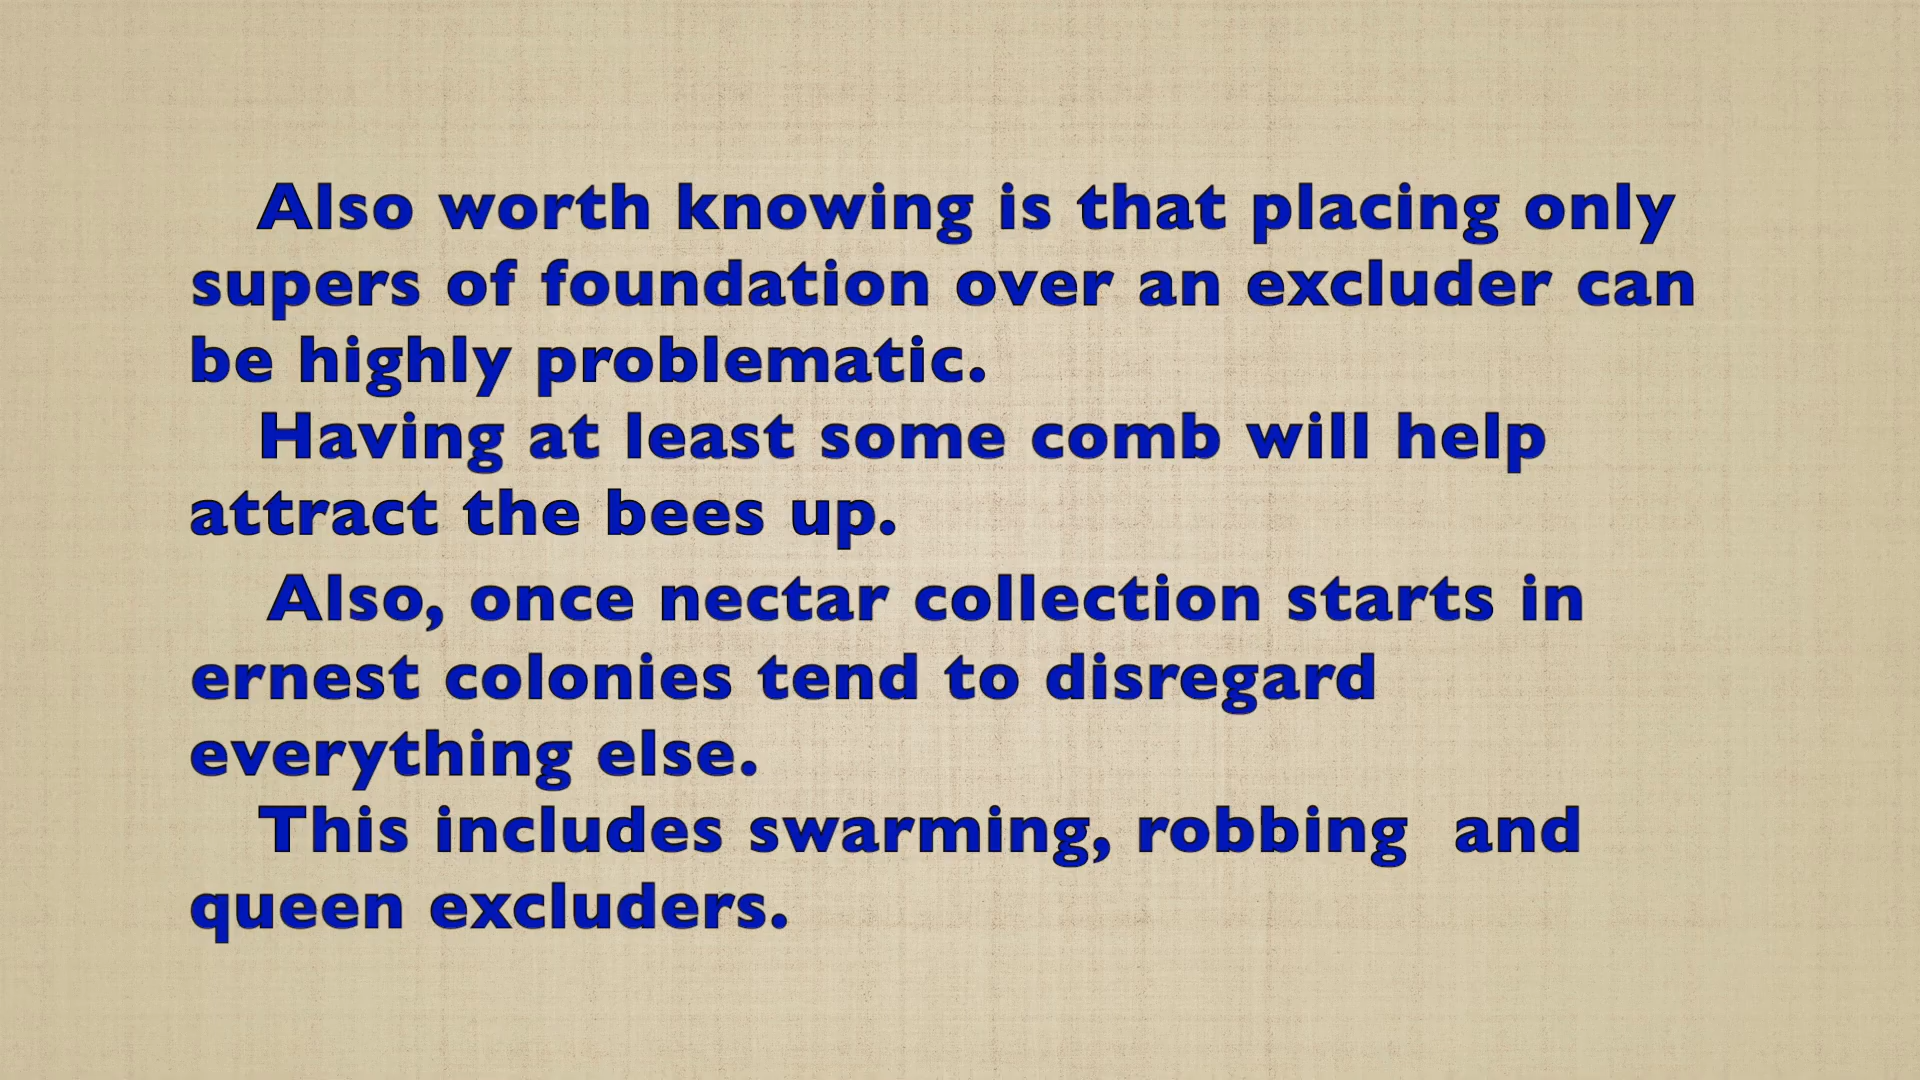 Also worth knowing is that placing only
supers of foundation over an excluder can
be highly problematic.
Having at least some comb will help
attract the bees up.
Also, once nectar collection starts in
ernest colonies tend to disregard
everything else.
This includes swarming, robbing  and
queen excluders.